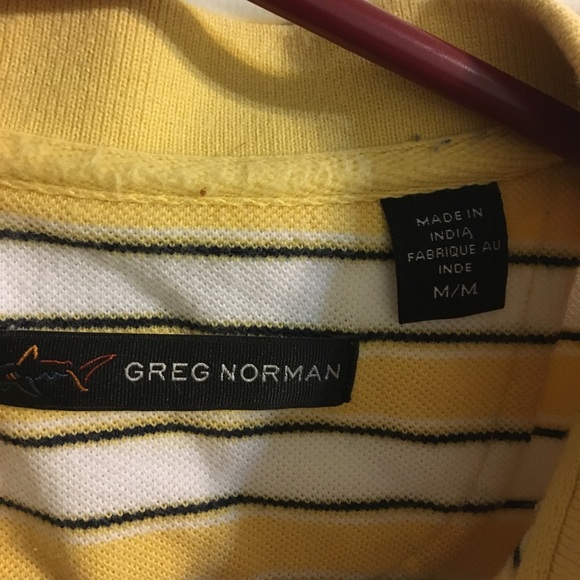 MADE IN
INDIA
FABRIQUE AU
INDE
M/M
GREG NORMAN